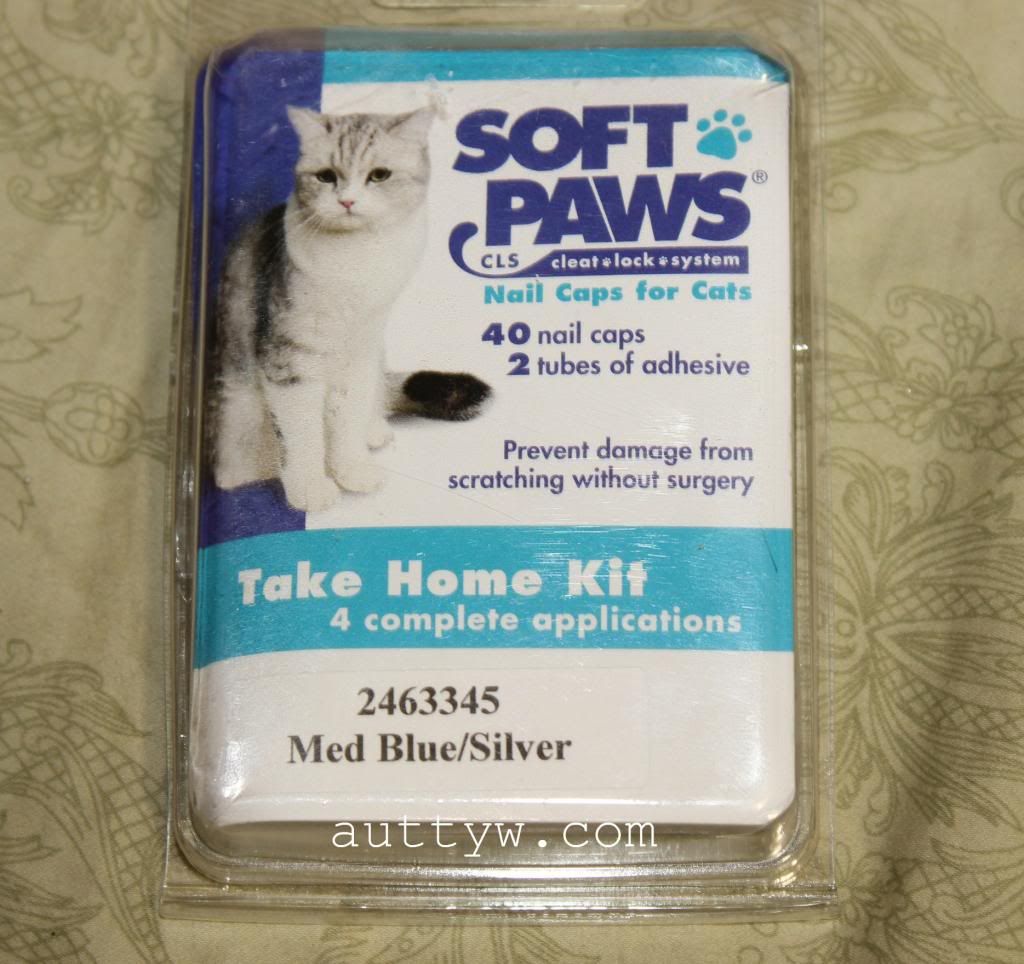 SOFT
PAWS®
CLS cleat lock system
Nail Caps for Cats
40 nail caps
2 tubes of adhesive
Prevent damage from
scratching without surgery
Take Home Kit
4 complete applications
2463345
Med Blue/Silver
auttyw.com